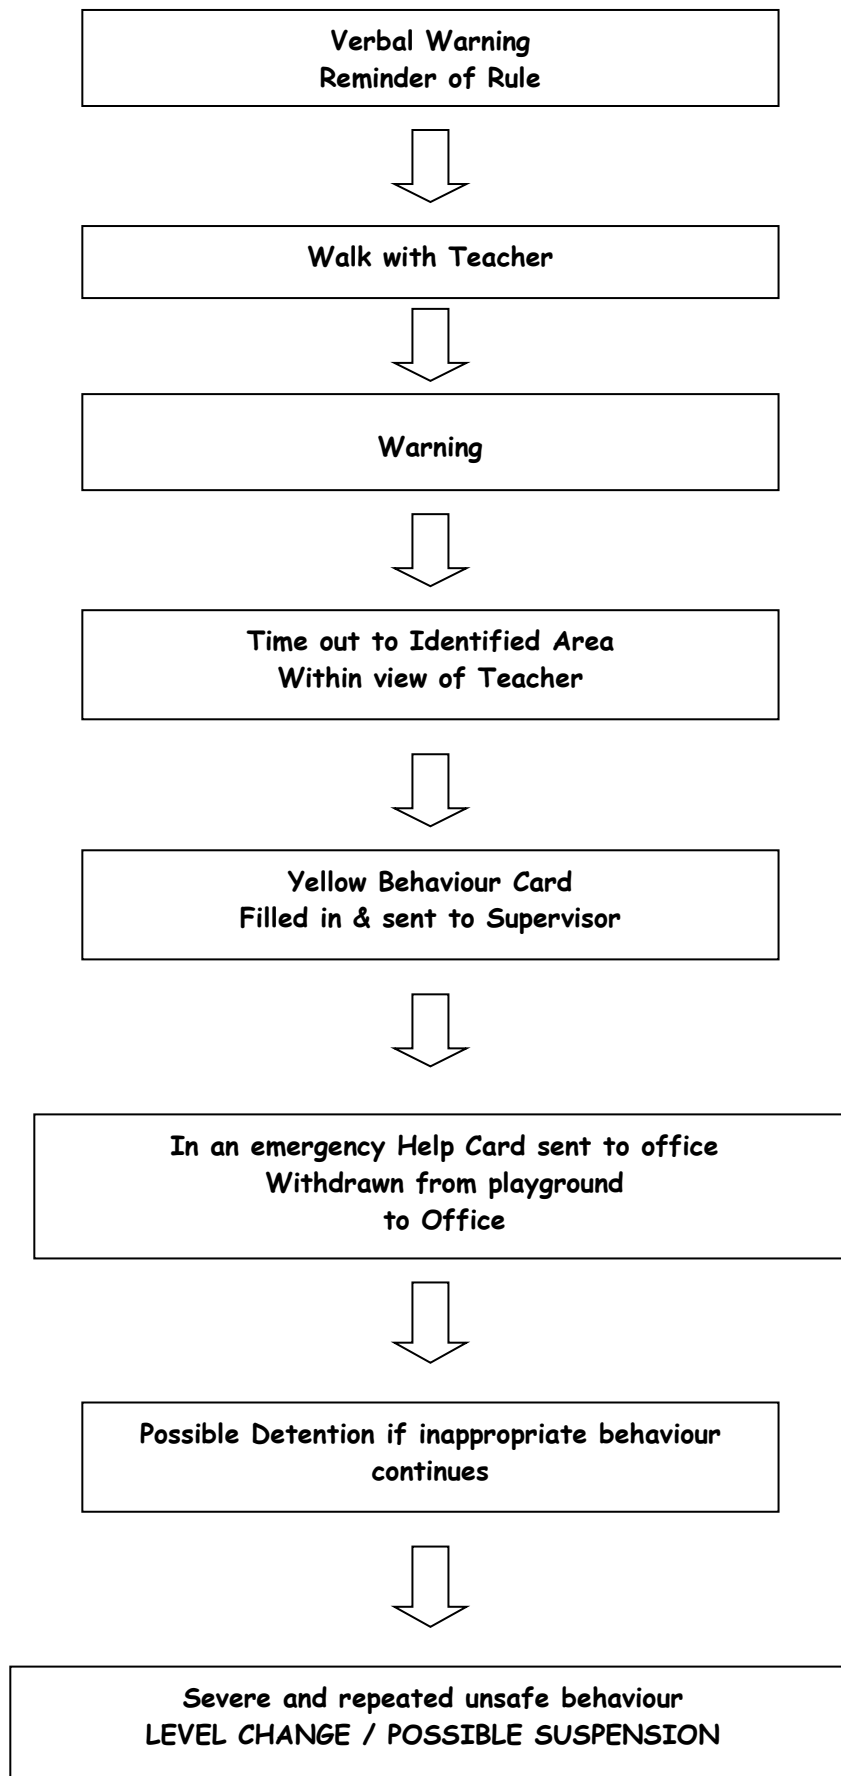 Verbal Warning
Reminder of Rule
Walk with Teacher
Warning
Time out to Identified Area
Within view of Teacher
Yellow Behaviour Card
Filled in & sent to Supervisor
In an emergency Help Card sent to office
Withdrawn from playground
to Office
Possible Detention if inappropriate behaviour
continues
Severe and repeated unsafe behaviour
LEVEL CHANGE / POSSIBLE SUSPENSION